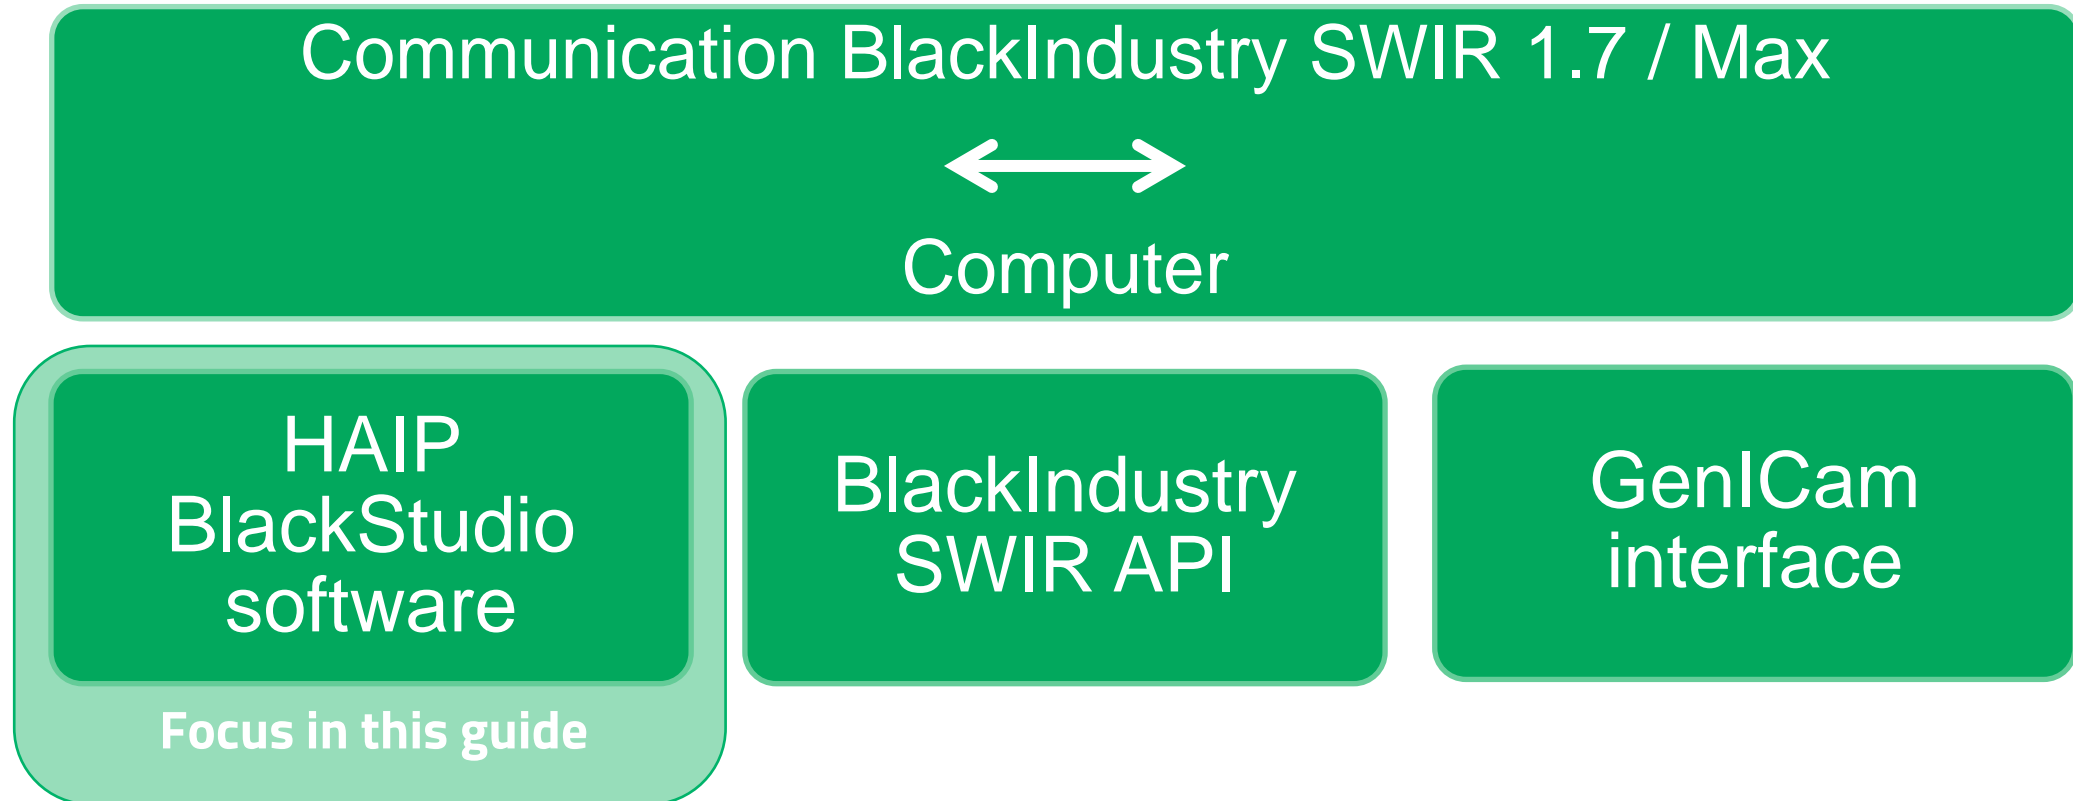 Communication BlackIndustry SWIR 1.7 / Max
Computer
HAIP
BlackStudio
software
BlackIndustry
SWIR API
GenICam
interface
Focus in this guide